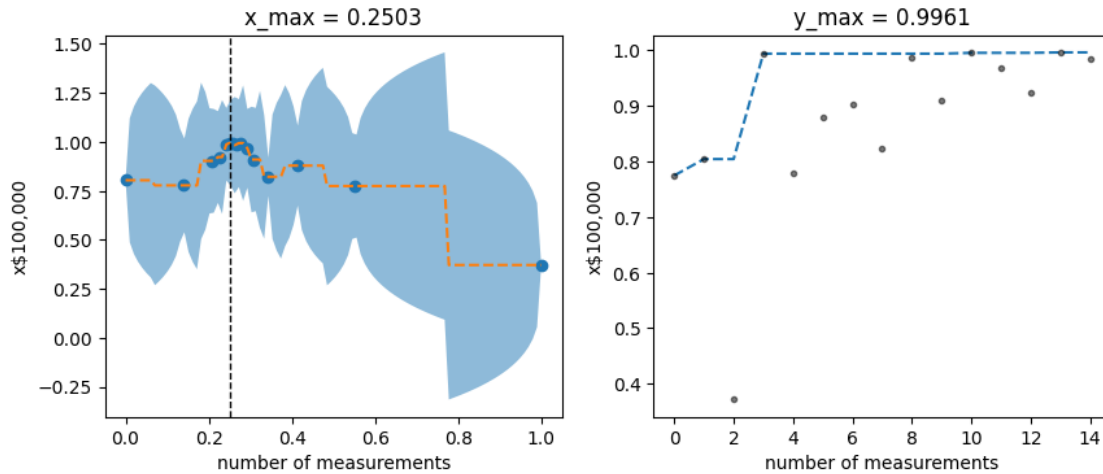 x_max = 0.2503
1.50
1.25
1.00
0.75
0.50
0.25
0.00
−0.25
x$100,000
0.0 0.2 0.4 0.6 0.8 1.0
number of measurements
y_max = 0.9961
1.0
0.9
0.8
0.7
0.6
0.5
0.4
x$100,000
0 2 4 6 8 10 12 14
number of measurements